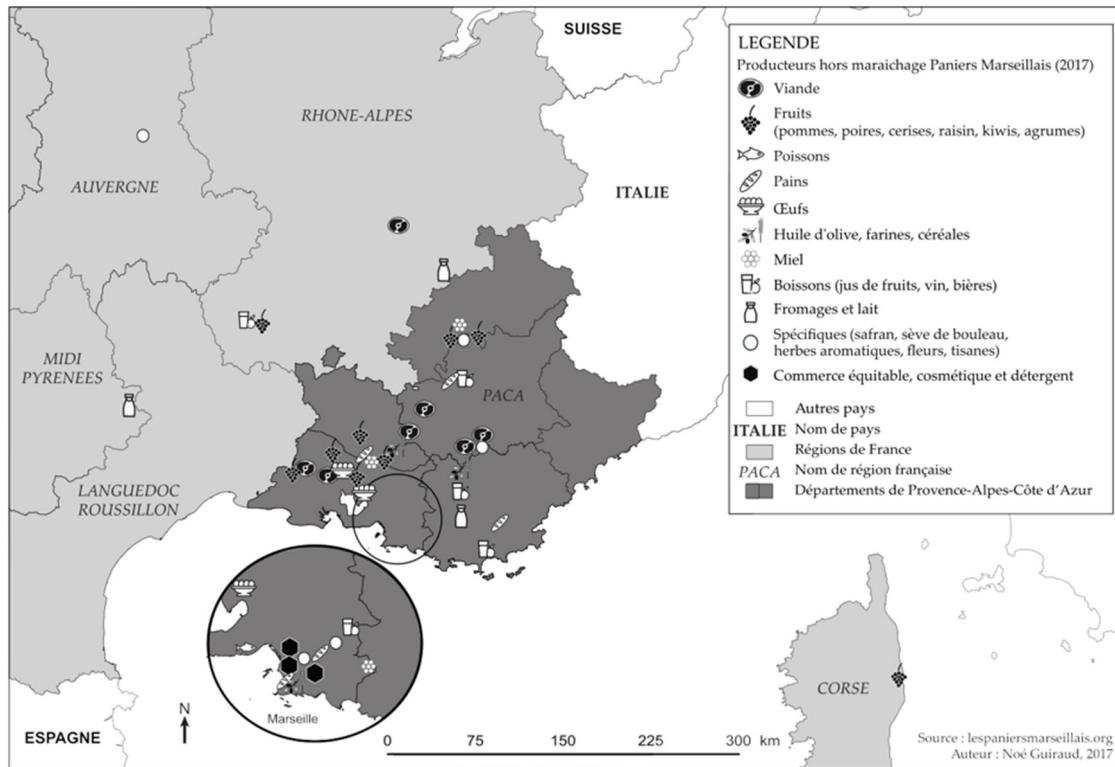 SUISSE
RHONE-ALPES
AUVERGNE
ITALIE
MIDI
PYRENEES
PACA
LANGUEDOC
ROUSSILLON
Marseille
N
ESPAGNE
CORSE
0 75 150 225 300 km
LEGENDE
Producteurs hors maraichage Paniers Marseillais (2017)
Viande
Fruits
(pommes, poires, cerises, raisin, kiwis, agrumes)
Poissons
Pains
Œufs
Huile d'olive, farines, céréales
Miel
Boissons (jus de fruits, vin, bières)
Fromages et lait
Spécifiques (safran, sève de bouleau,
herbes aromatiques, fleurs, tisanes)
Commerce équitable, cosmétique et détergent
Autres pays
ITALIE Nom de pays
Régions de France
PACA Nom de région française
Départements de Provence-Alpes-Côte d'Azur
Source : lespaniersmarseillais.org
Auteur : Noé Guiraud, 2017